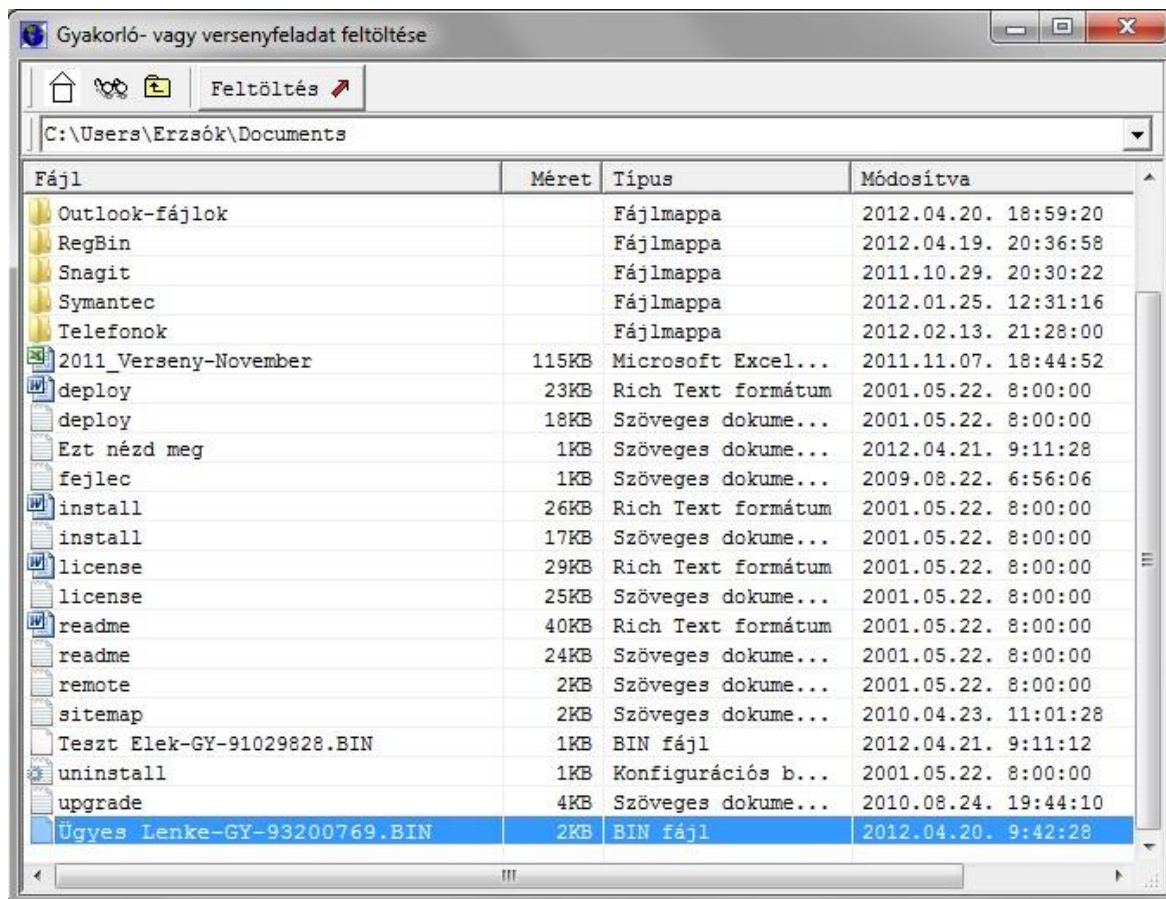 Gyakorló- vagy versenyfeladat feltöltése
Feltöltés
C:\Users\Erzsók\Documents
Fájl Méret Típus Módosítva
Outlook-fájlok Fájlmappa 2012.04.20. 18:59:20
RegBin Fájlmappa 2012.04.19. 20:36:58
Snagit Fájlmappa 2011.10.29. 20:30:22
Symantec Fájlmappa 2012.01.25. 12:31:16
Telefonok Fájlmappa 2012.02.13. 21:28:00
2011_Verseny-November 115KB Microsoft Excel... 2011.11.07. 18:44:52
deploy 23KB Rich Text formátum 2001.05.22. 8:00:00
deploy 18KB Szöveges dokume... 2001.05.22. 8:00:00
Ezt nézd meg 1KB Szöveges dokume... 2012.04.21. 9:11:28
fejlec 1KB Szöveges dokume... 2009.08.22. 6:56:06
install 26KB Rich Text formátum 2001.05.22. 8:00:00
install 17KB Szöveges dokume... 2001.05.22. 8:00:00
license 29KB Rich Text formátum 2001.05.22. 8:00:00
license 25KB Szöveges dokume... 2001.05.22. 8:00:00
readme 40KB Rich Text formátum 2001.05.22. 8:00:00
readme 24KB Szöveges dokume... 2001.05.22. 8:00:00
remote 2KB Szöveges dokume... 2001.05.22. 8:00:00
sitemap 2KB Szöveges dokume... 2010.04.23. 11:01:28
Teszt Elek-GY-91029828.BIN 1KB BIN fájl 2012.04.21. 9:11:12
uninstall 1KB Konfigurációs b... 2001.05.22. 8:00:00
upgrade 4KB Szöveges dokume... 2010.08.24. 19:44:10
Ügyes Lenke-GY-93200769.BIN 2KB BIN fájl 2012.04.20. 9:42:28